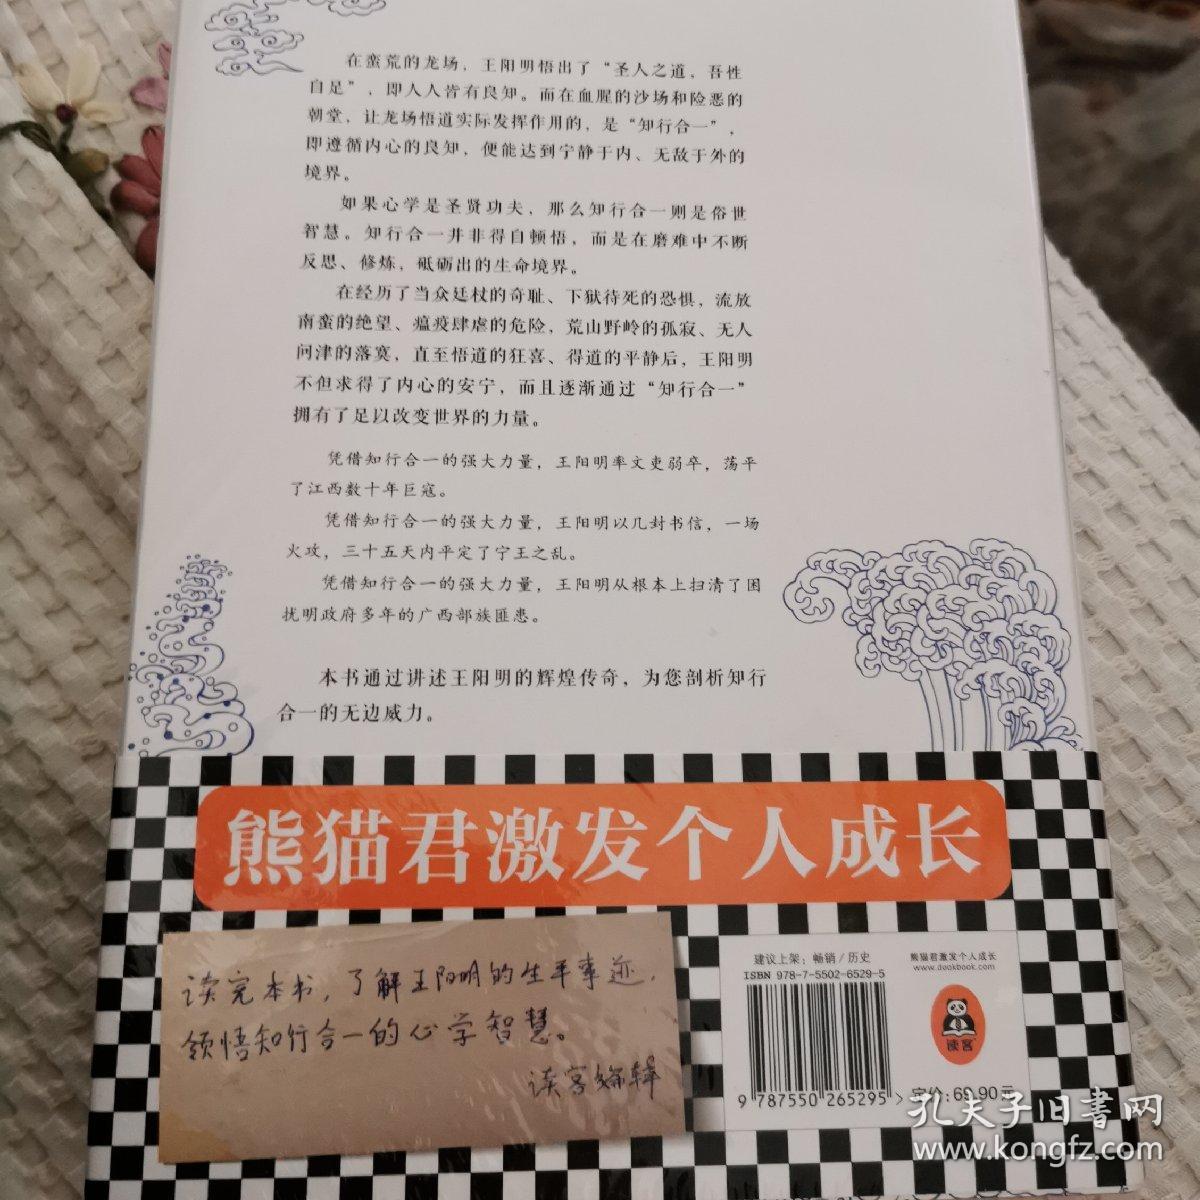 在蛮荒的龙场，王阳明悟出了“圣人之道，吾性
自足”，即人人皆有良知。而在血腥的沙场和险恶的
朝堂，让龙场悟道实际发挥作用的，是“知行合一”，
即遵循内心的良知，便能达到宁静于内、无敌于外的
境界。
如果心学是圣贤功夫，那么知行合一则是俗世
智慧。知行合一并非得自顿悟，而是在磨难中不断
反思、修炼，砥砺出的生命境界。
在经历了当众廷杖的奇耻、下狱待死的恐惧，流放
南蛮的绝望、瘟疫肆虐的危险，荒山野岭的孤寂、无人
问津的落寞，直至悟道的狂喜、得道的平静后，王阳明
不但求得了内心的安宁，而且逐渐通过“知行合一”
拥有了足以改变世界的力量。
凭借知行合一的强大力量，王阳明率文吏弱卒，荡平
了江西数十年巨寇。
凭借知行合一的强大力量，王阳明以几封书信，一场
火攻，三十五天内平定了宁王之乱。
凭借知行合一的强大力量，王阳明从根本上扫清了困
扰明政府多年的广西部族匪患。
本书通过讲述王阳明的辉煌传奇，为您剖析知行
合一的无边威力。
熊猫君激发个人成长
读完本书，了解王阳明的生平事迹，
领悟知行合一的心学智慧。
读客编辑
建议上架：畅销/历史
ISBN 978-7-5502-6529-5
9 787550 265295 >
熊猫君激发个人成长
www.dookbook.com
读客
定价：69.90元
孔夫子旧书网
www.kongfz.com